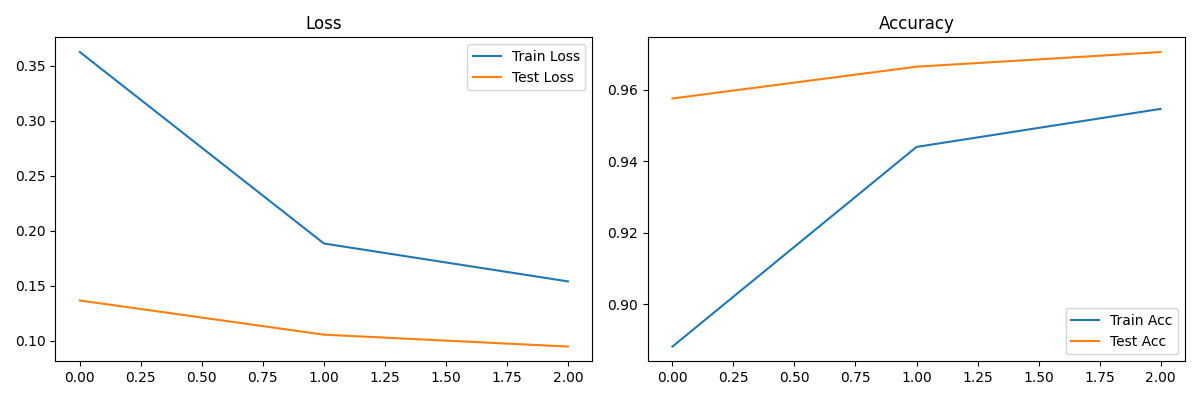 Loss
Train Loss
Test Loss
0.35
0.30
0.25
0.20
0.15
0.10
0.00 0.25 0.50 0.75 1.00 1.25 1.50 1.75 2.00
Accuracy
0.96
0.94
0.92
0.90
Train Acc
Test Acc
0.00 0.25 0.50 0.75 1.00 1.25 1.50 1.75 2.00